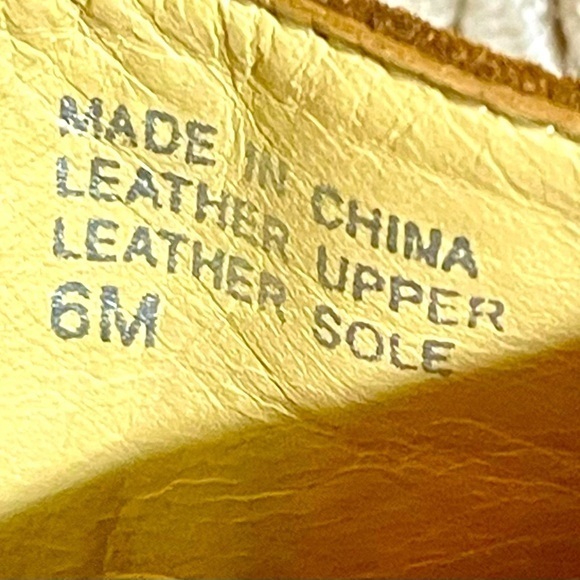 MADE IN CHINA
LEATHER UPPER
LEATHER SOLE
6M